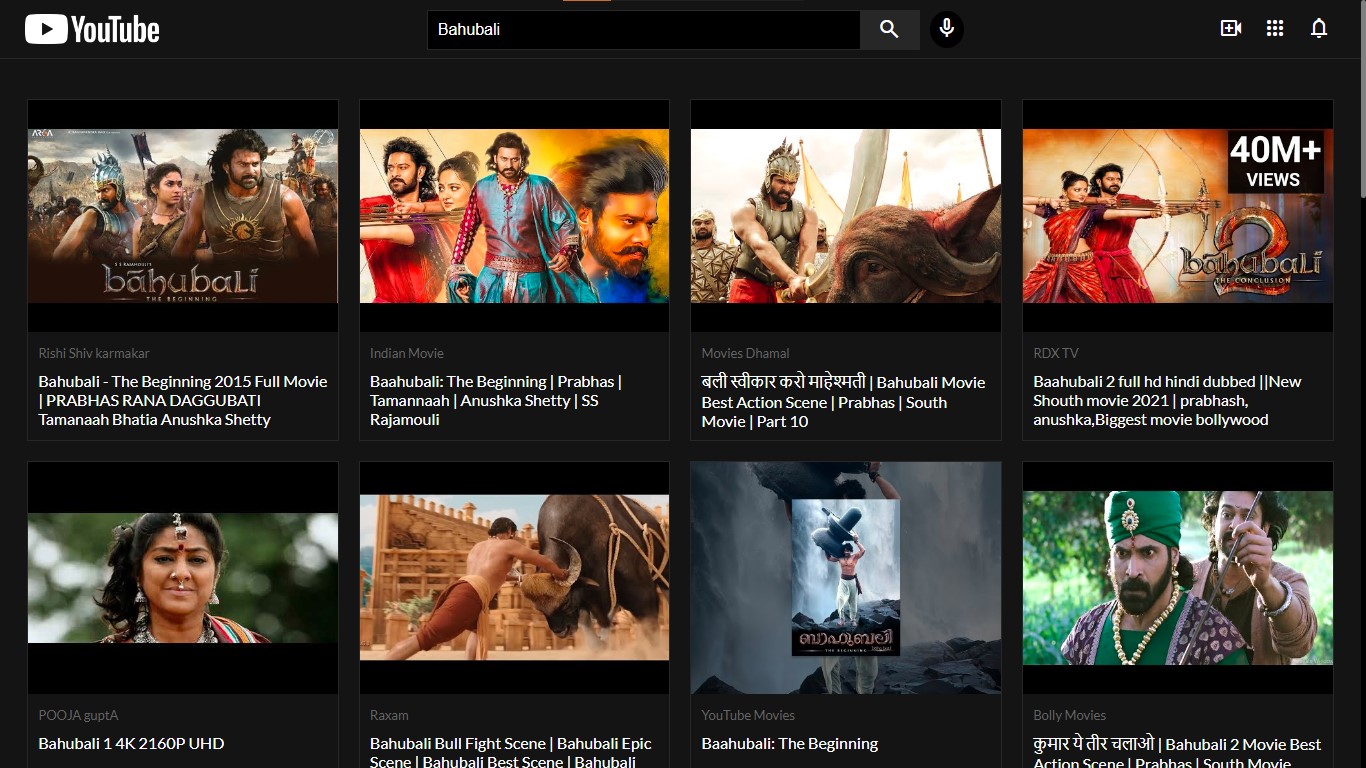 YouTube
Bahubali
ARKA
S S RAJAMOULI'S
bāhubali
THE BEGINNING
40M+
VIEWS
2
bāhubali
THE CONCLUSION
Rishi Shiv karmakar
Bahubali - The Beginning 2015 Full Movie
| PRABHAS RANA DAGGUBATI
Tamanaah Bhatia Anushka Shetty
Indian Movie
Baahubali: The Beginning | Prabhas |
Tamannaah | Anushka Shetty | SS
Rajamouli
Movies Dhamal
बली स्वीकार करो माहेश्मती | Bahubali Movie
Best Action Scene | Prabhas | South
Movie | Part 10
RDX TV
Baahubali 2 full hd hindi dubbed ||New
Shouth movie 2021 | prabhash,
anushka,Biggest movie bollywood
ബാഹുബലി
THE BEGINNING
POOJA guptA
Bahubali 1 4K 2160P UHD
Raxam
Bahubali Bull Fight Scene | Bahubali Epic
Scene | Bahubali Best Scene | Bahubali
YouTube Movies
Baahubali: The Beginning
Bolly Movies
कुमार ये तीर चलाओ | Bahubali 2 Movie Best
Action Scene | Prabhas | South Movie